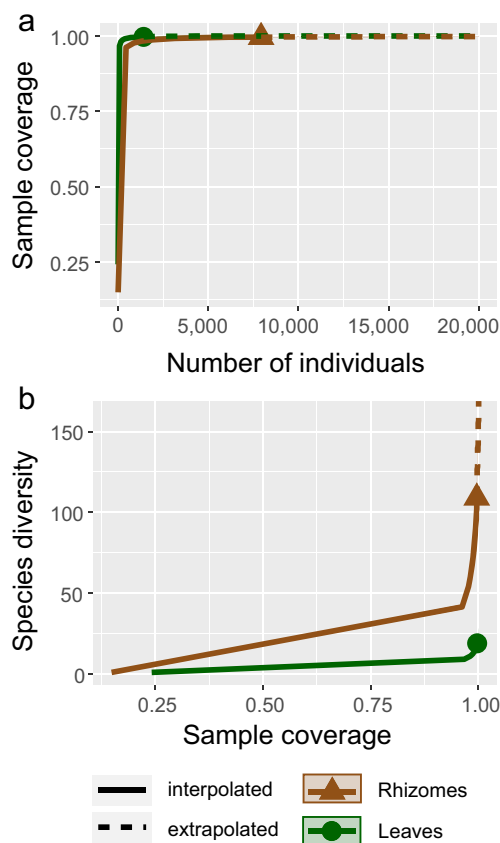 a
Sample coverage
1.00
0.75
0.50
0.25
0
5,000
10,000
15,000
20,000
Number of individuals
b
Species diversity
150
100
50
0
0.25
0.50
0.75
1.00
Sample coverage
interpolated
Rhizomes
extrapolated
Leaves